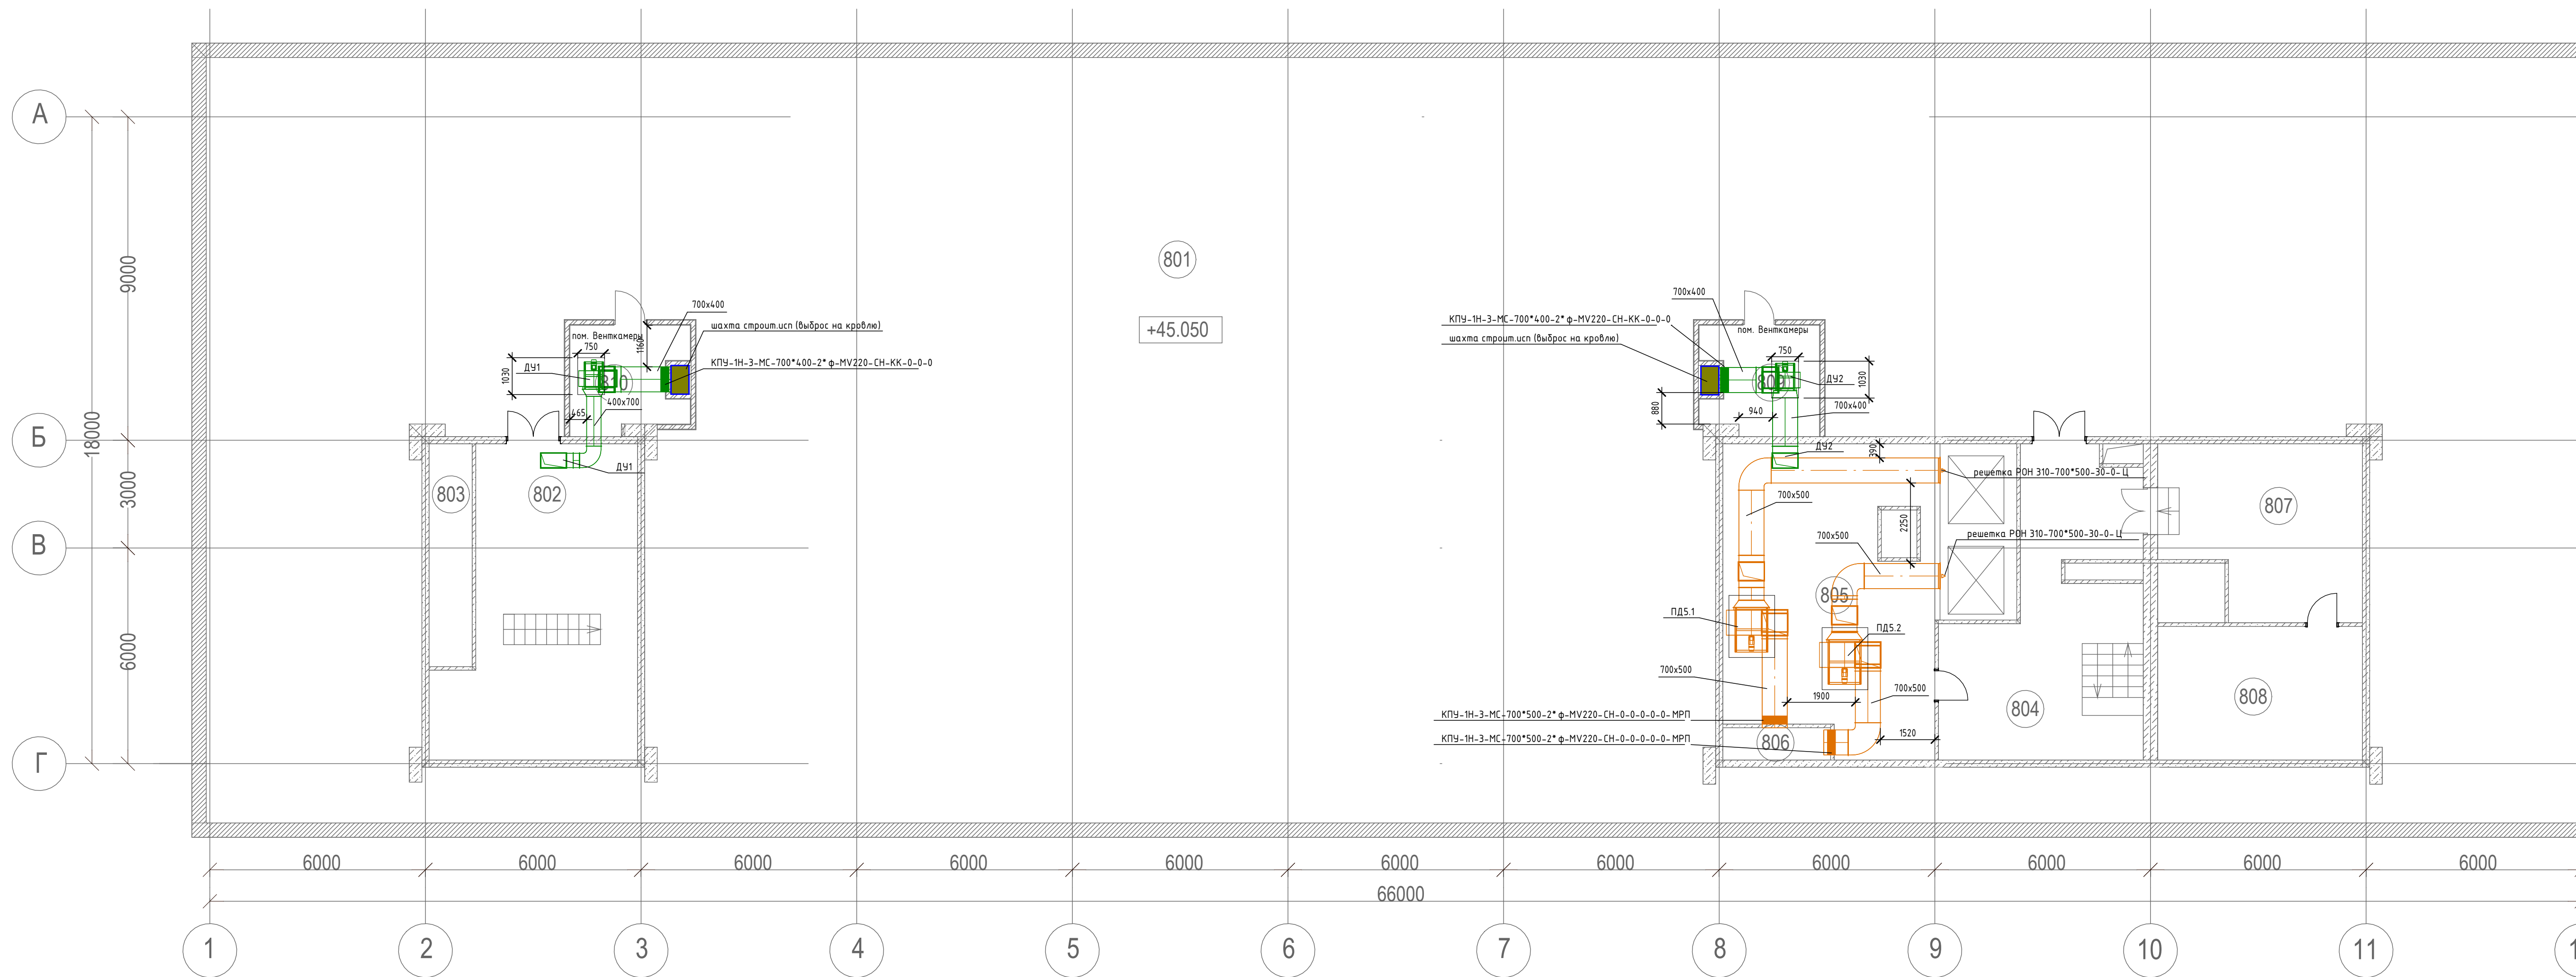 А
801
9000
700х400
700х400
КПУ-1Н-З-МС-700*400-2*ф-MV220-СН-КК-0-0-0
шахта строит.исп (выброс на кровлю)
+45.050
пом. Венткамеры
пом. Венткамеры
шахта строит.исп (выброс на кровлю)
750
1160
750
КПУ-1Н-З-МС-700*400-2*ф-MV220-СН-КК-0-0-0
ДУ1
1030
810
809
ДУ2
1030
400х700
700х400
465
880
940
18000
Б
ДУ1
ДУ2
390
решетка РОН 310-700*500-30-0-Ц
803
802
3000
700х500
807
2250
решетка РОН 310-700*500-30-0-Ц
700х500
В
805
ПД5.1
ПД5.2
6000
700х500
700х500
1900
808
804
КПУ-1Н-З-МС-700*500-2*ф-MV220-СН-0-0-0-0-0-МРП
КПУ-1Н-З-МС-700*500-2*ф-MV220-СН-0-0-0-0-0-МРП
806
1520
Г
6000 6000 6000 6000 6000 6000 6000 6000 6000 6000 6000
66000
1 2 3 4 5 6 7 8 9 10 11